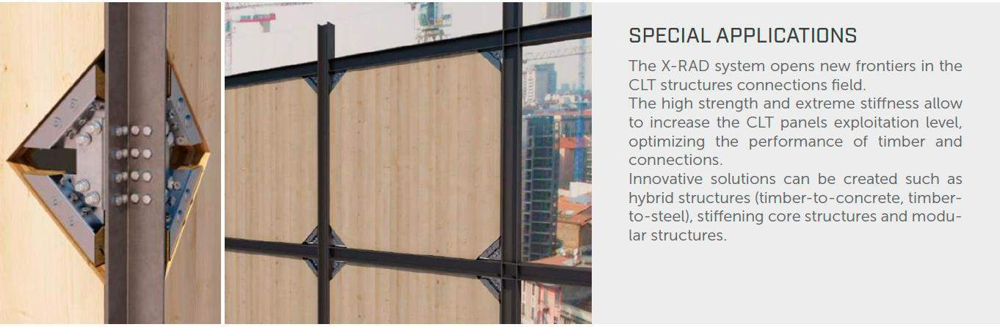 SPECIAL APPLICATIONS
The X-RAD system opens new frontiers in the
CLT structures connections field.
The high strength and extreme stiffness allow
to increase the CLT panels exploitation level,
optimizing the performance of timber and
connections.
Innovative solutions can be created such as
hybrid structures (timber-to-concrete, timber-
to-steel), stiffening core structures and modu-
lar structures.